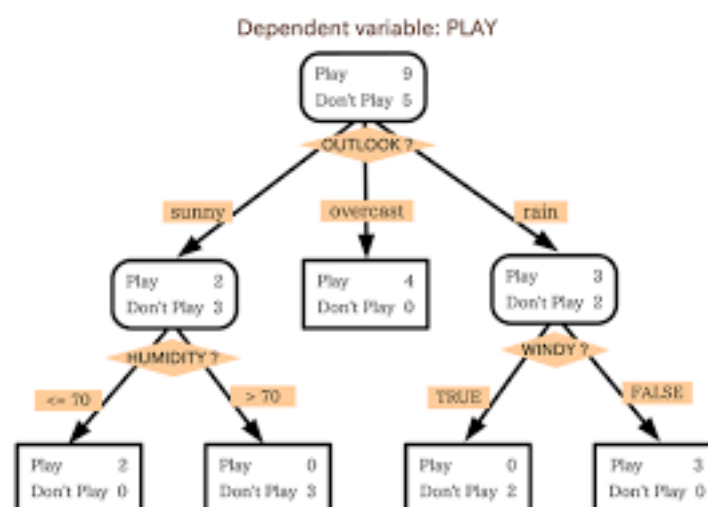 Dependent variable: PLAY
Play 9
Don't Play 5
OUTLOOK ?
sunny
overcast
rain
Play 2
Don't Play 3
Play 4
Don't Play 0
Play 3
Don't Play 2
HUMIDITY ?
WINDY ?
<= 70
> 70
TRUE
FALSE
Play 2
Don't Play 0
Play 0
Don't Play 3
Play 0
Don't Play 2
Play 3
Don't Play 0